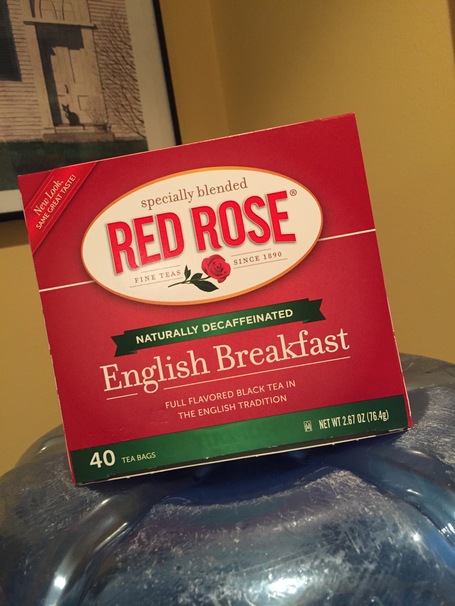 New Look,
SAME GREAT TASTE!
specially blended
RED ROSE®
FINE TEAS SINCE 1890
NATURALLY DECAFFEINATED
English Breakfast
FULL FLAVORED BLACK TEA IN
THE ENGLISH TRADITION
40 TEA BAGS
NET WT 2.67 OZ (76.4g)